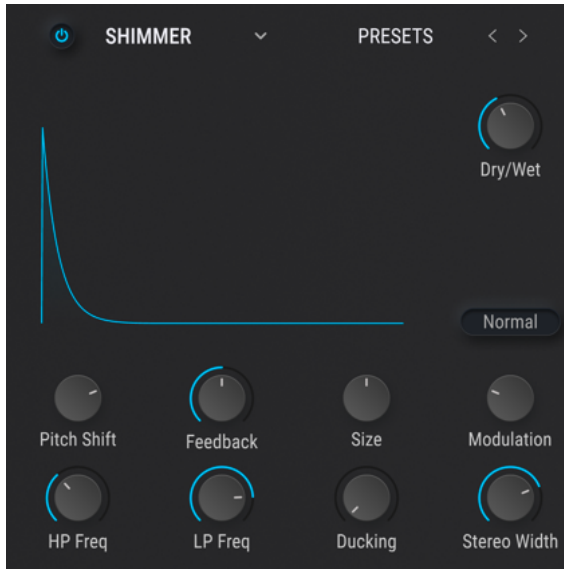 SHIMMER PRESETS
Dry/Wet
Normal
Pitch Shift Feedback Size Modulation
HP Freq LP Freq Ducking Stereo Width